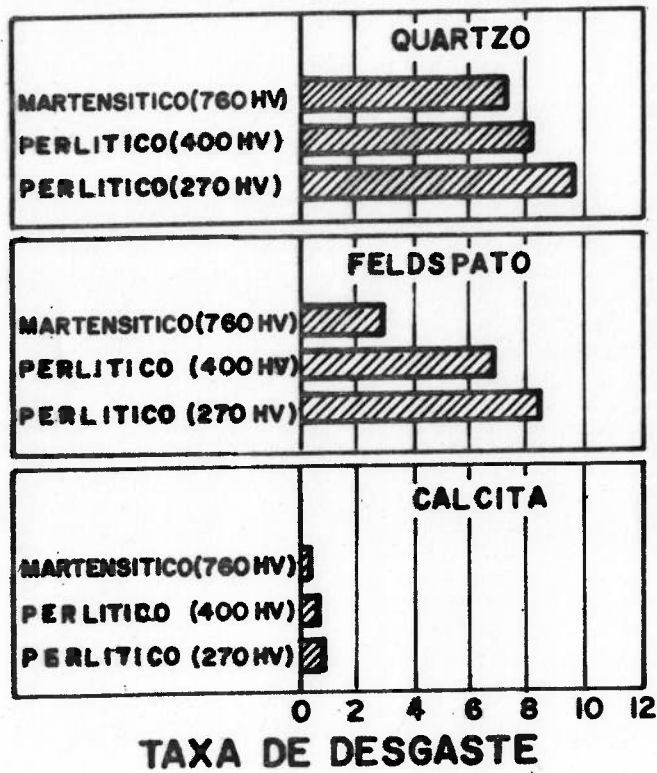 QUARTZO
MARTENSITICO(760 HV)
PERLITICO(400 HV)
PERLITICO(270 HV)
FELDSPATO
MARTENSITICO(760 HV)
PERLITICO (400 HV)
PERLITICO (270 HV)
CALCITA
MARTENSITICO(760 HV)
PERLITICO (400 HV)
PERLITICO (270 HV)
0 2 4 6 8 10 12
TAXA DE DESGASTE